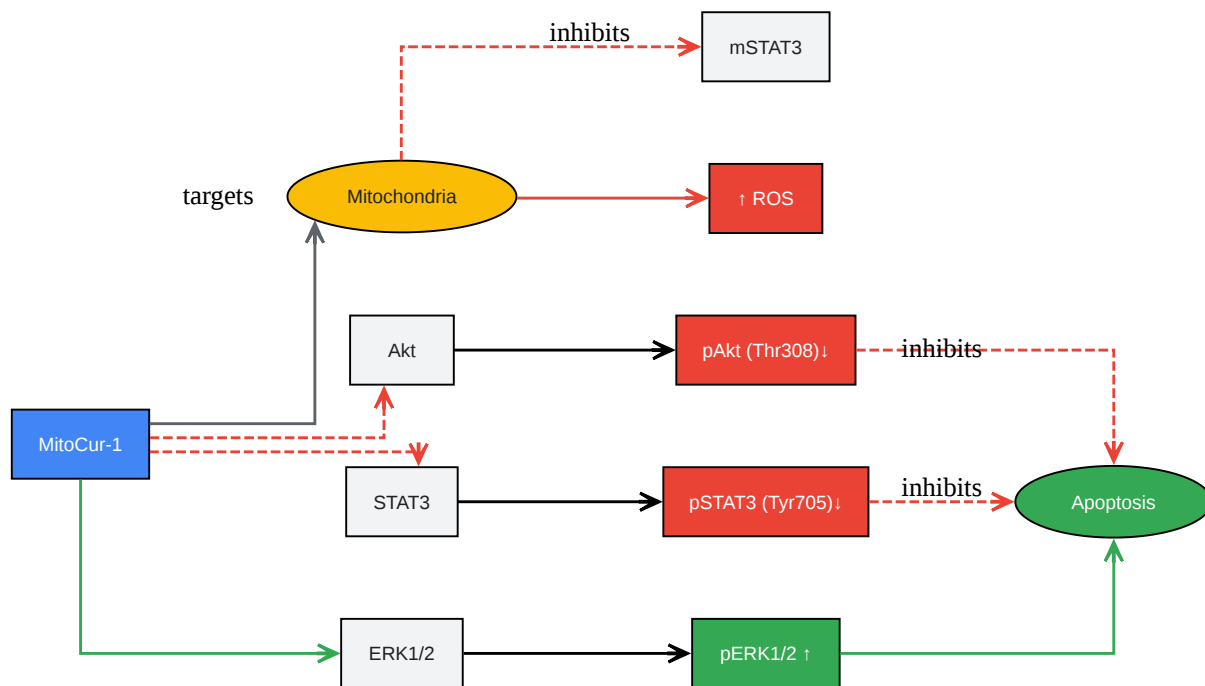 inhibits
mSTAT3
targets
Mitochondria
↑ ROS
Akt
pAkt (Thr308)↓
inhibits
MitoCur-1
STAT3
pSTAT3 (Tyr705)↓
inhibits
Apoptosis
ERK1/2
pERK1/2 ↑